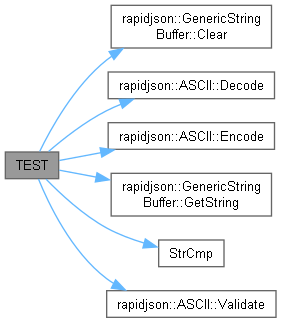 TEST
rapidjson::GenericString
Buffer::Clear
rapidjson::ASCII::Decode
rapidjson::ASCII::Encode
rapidjson::GenericString
Buffer::GetString
StrCmp
rapidjson::ASCII::Validate